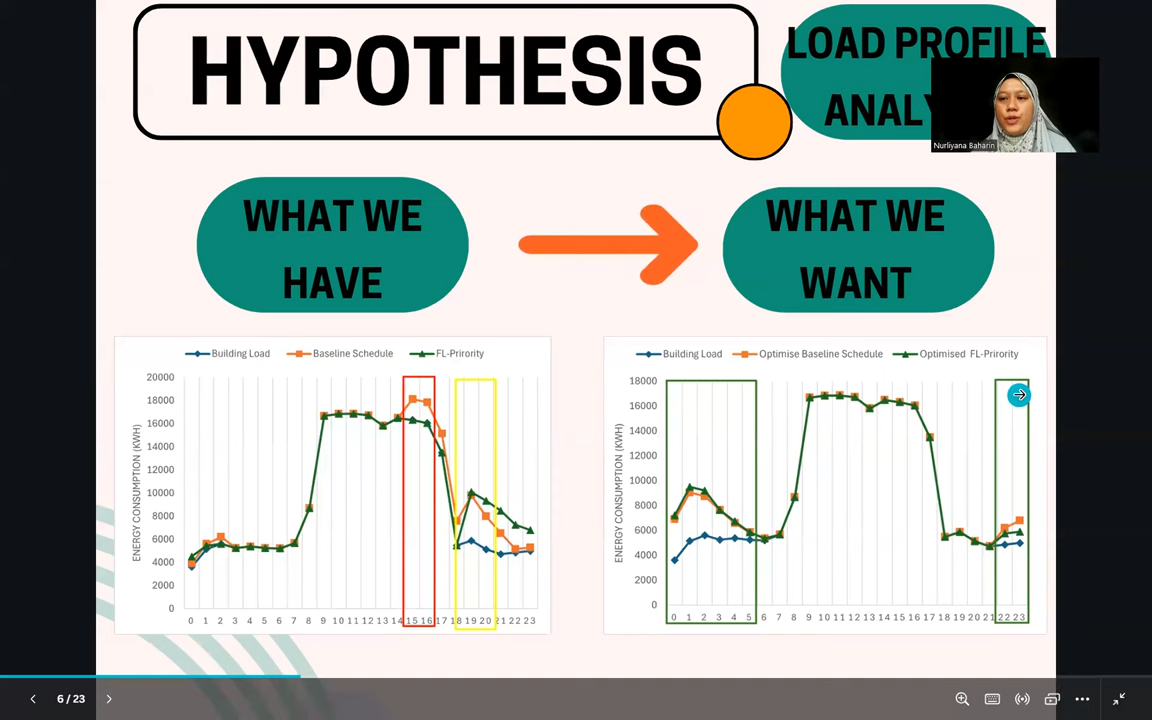 HYPOTHESIS
LOAD PROFILE
ANALY
Nurliyana Baharin
WHAT WE
HAVE
WHAT WE
WANT
Building Load
Baseline Schedule
FL-Prirority
20000
18000
16000
14000
12000
10000
8000
6000
4000
2000
0
ENERGY CONSUMPTION (KWH)
0 1 2 3 4 5 6 7 8 9 10 11 12 13 14 15 16 17 18 19 20 21 22 23
Building Load
Optimise Baseline Schedule
Optimised FL-Prirority
18000
16000
14000
12000
10000
8000
6000
4000
2000
0
ENERGY CONSUMPTION (KWH)
0 1 2 3 4 5 6 7 8 9 10 11 12 13 14 15 16 17 18 19 20 21 22 23
6 / 23